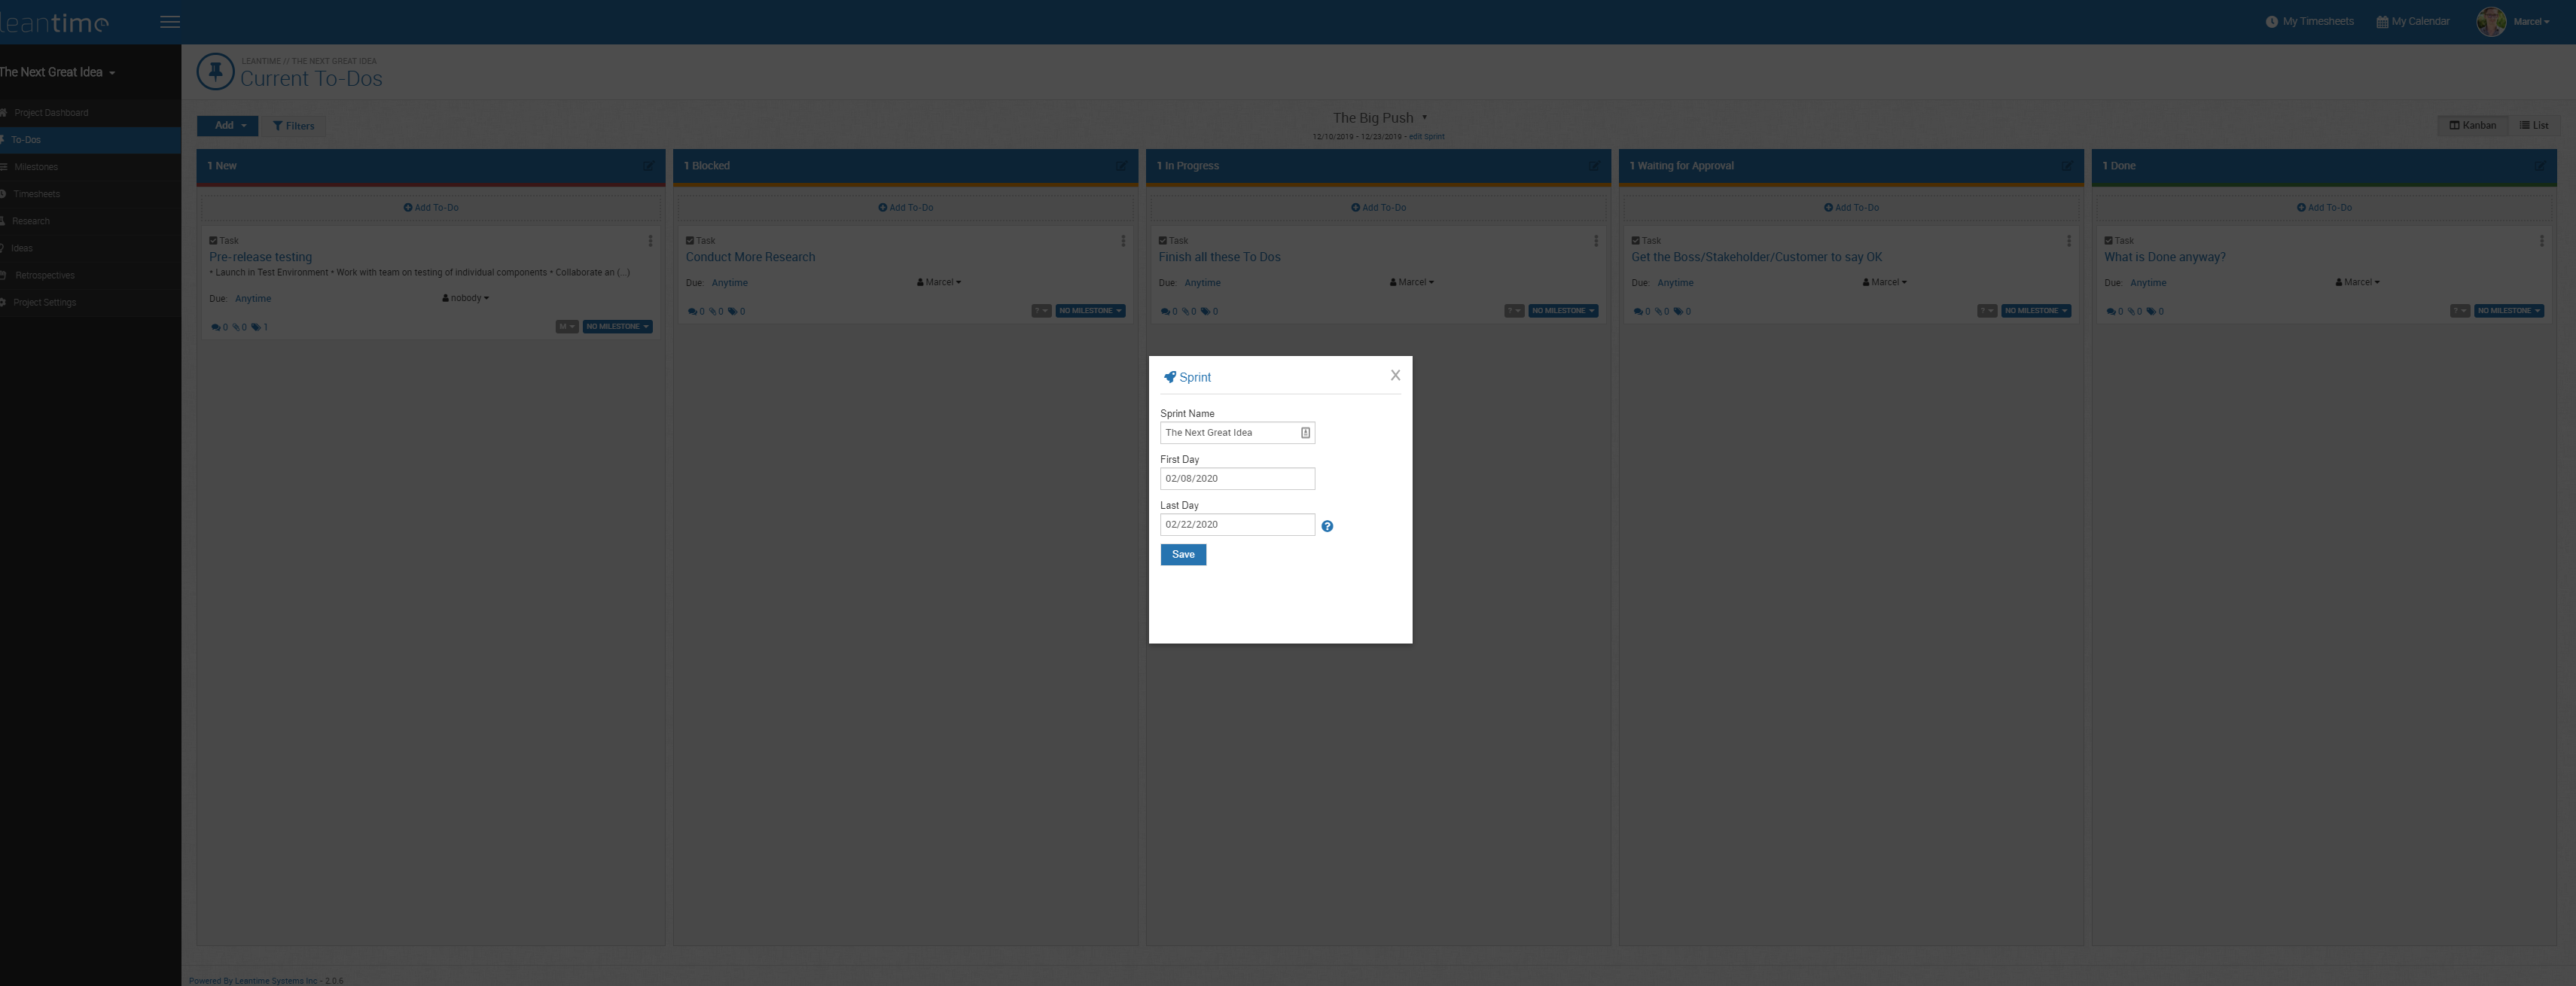 leantime
My Timesheets
My Calendar
Marcel
The Next Great Idea
Project Dashboard
To-Dos
Milestones
Timesheets
Research
Ideas
Retrospectives
Project Settings
LEANTIME // THE NEXT GREAT IDEA
Current To-Dos
Add
Filters
The Big Push
12/10/2019 - 12/23/2019 - edit Sprint
Kanban
List
1 New
Add To-Do
Task
Pre-release testing
• Launch in Test Environment • Work with team on testing of individual components • Collaborate an (...)
Due: Anytime
nobody
0 0 1
M
NO MILESTONE
1 Blocked
Add To-Do
Task
Conduct More Research
Due: Anytime
Marcel
0 0 0
?
NO MILESTONE
1 In Progress
Add To-Do
Task
Finish all these To Dos
Due: Anytime
Marcel
0 0 0
?
NO MILESTONE
1 Waiting for Approval
Add To-Do
Task
Get the Boss/Stakeholder/Customer to say OK
Due: Anytime
Marcel
0 0 0
?
NO MILESTONE
1 Done
Add To-Do
Task
What is Done anyway?
Due: Anytime
Marcel
0 0 0
?
NO MILESTONE
Sprint
X
Sprint Name
The Next Great Idea
First Day
02/08/2020
Last Day
02/22/2020
?
Save
Powered By Leantime Systems Inc - 2.0.6